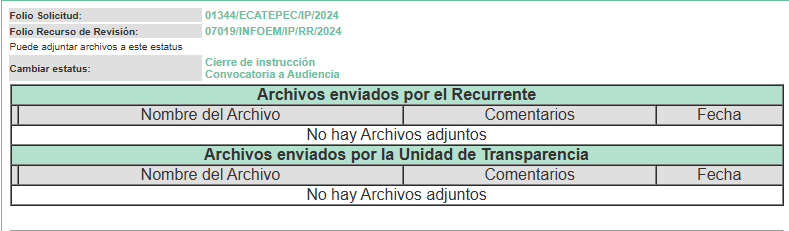 Folio Solicitud: 01344/ECATEPEC/IP/2024
Folio Recurso de Revisión: 07019/INFOEM/IP/RR/2024
Puede adjuntar archivos a este estatus
Cambiar estatus: Cierre de instrucción
Convocatoria a Audiencia
Archivos enviados por el Recurrente
Nombre del Archivo Comentarios Fecha
No hay Archivos adjuntos
Archivos enviados por la Unidad de Transparencia
Nombre del Archivo Comentarios Fecha
No hay Archivos adjuntos